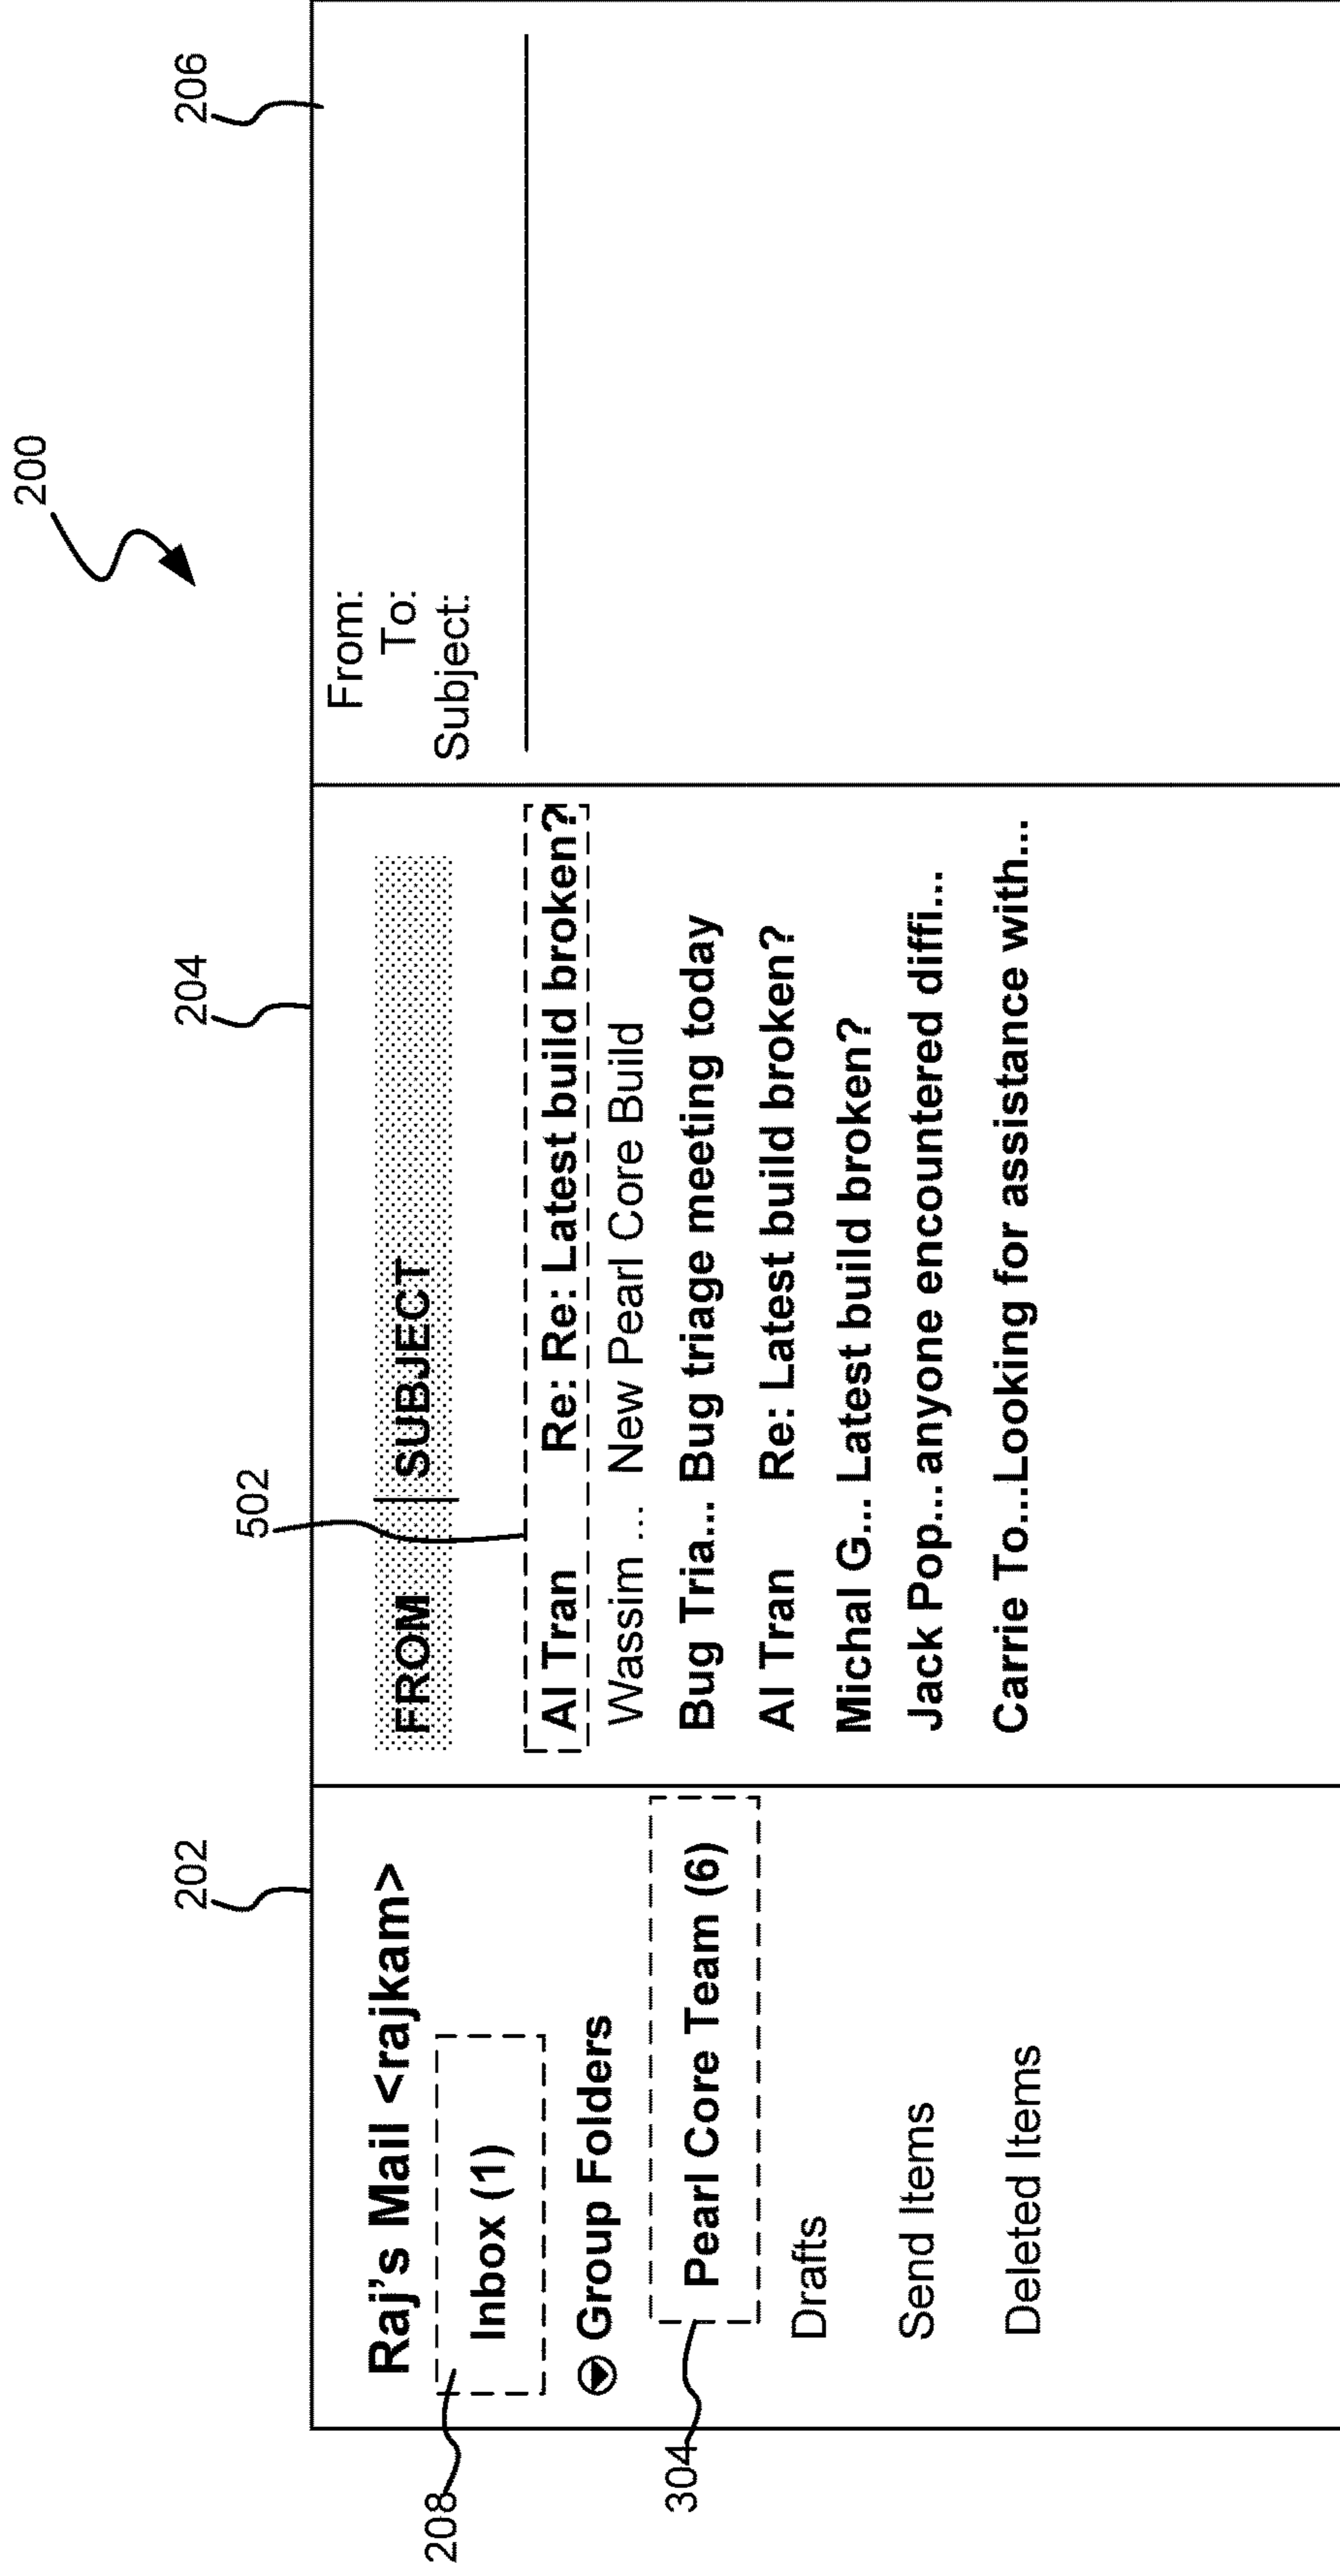 200
202
204
206
Raj's Mail <rajkam>
208
Inbox (1)
Group Folders
304
Pearl Core Team (6)
Drafts
Send Items
Deleted Items
FROM SUBJECT
502
Al Tran Re: Re: Latest build broken?
Wassim ... New Pearl Core Build
Bug Tria... Bug triage meeting today
Al Tran Re: Latest build broken?
Michal G... Latest build broken?
Jack Pop... anyone encountered diffi...
Carrie To...Looking for assistance with...
From:
To:
Subject: